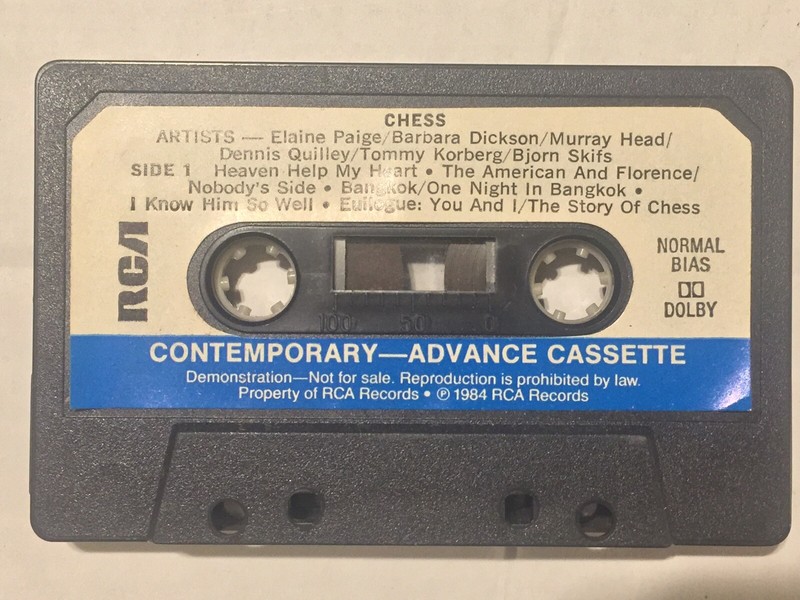 CHESS
ARTISTS — Elaine Paige/Barbara Dickson/Murray Head/
Dennis Quilley/Tommy Korberg/Bjorn Skifs
SIDE 1 Heaven Help My Heart • The American And Florence/
Nobody's Side • Bangkok/One Night In Bangkok •
I Know Him So Well • Epilogue: You And I/The Story Of Chess
RCA
NORMAL
BIAS
DOLBY
100 50 0
CONTEMPORARY—ADVANCE CASSETTE
Demonstration—Not for sale. Reproduction is prohibited by law.
Property of RCA Records • ℗ 1984 RCA Records